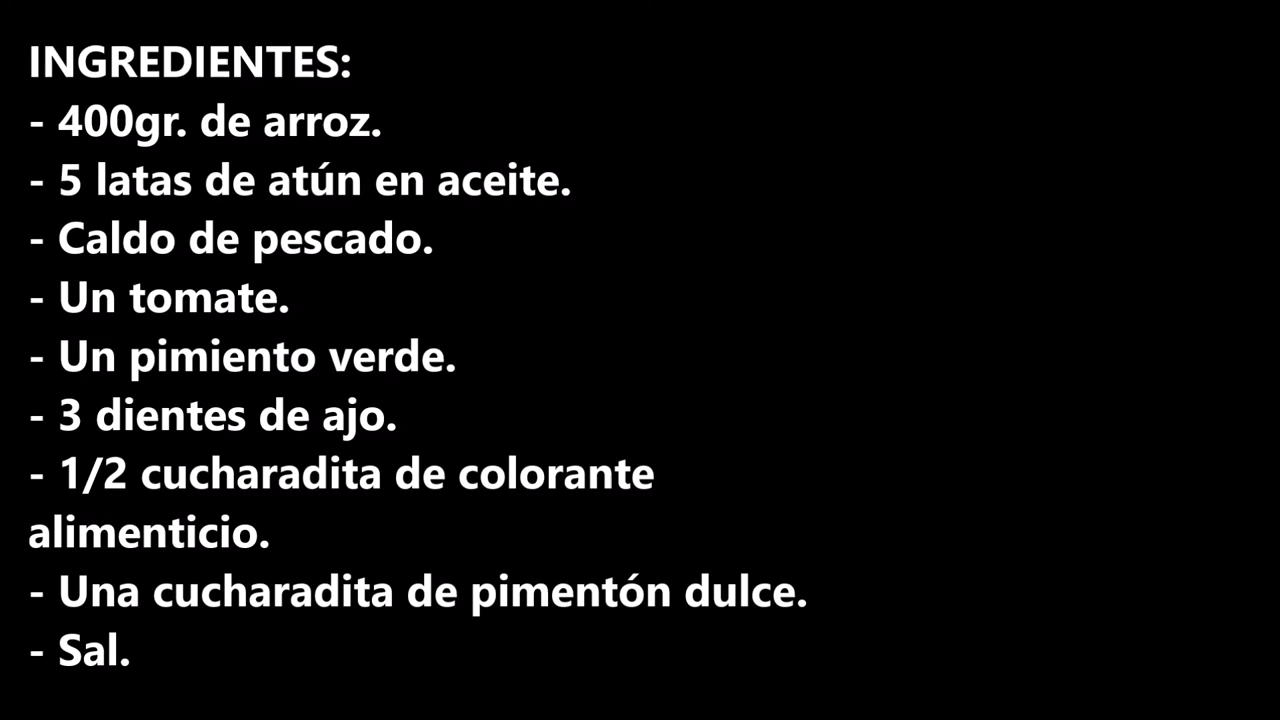 INGREDIENTES:
- 400gr. de arroz.
- 5 latas de atún en aceite.
- Caldo de pescado.
- Un tomate.
- Un pimiento verde.
- 3 dientes de ajo.
- 1/2 cucharadita de colorante
alimenticio.
- Una cucharadita de pimentón dulce.
- Sal.